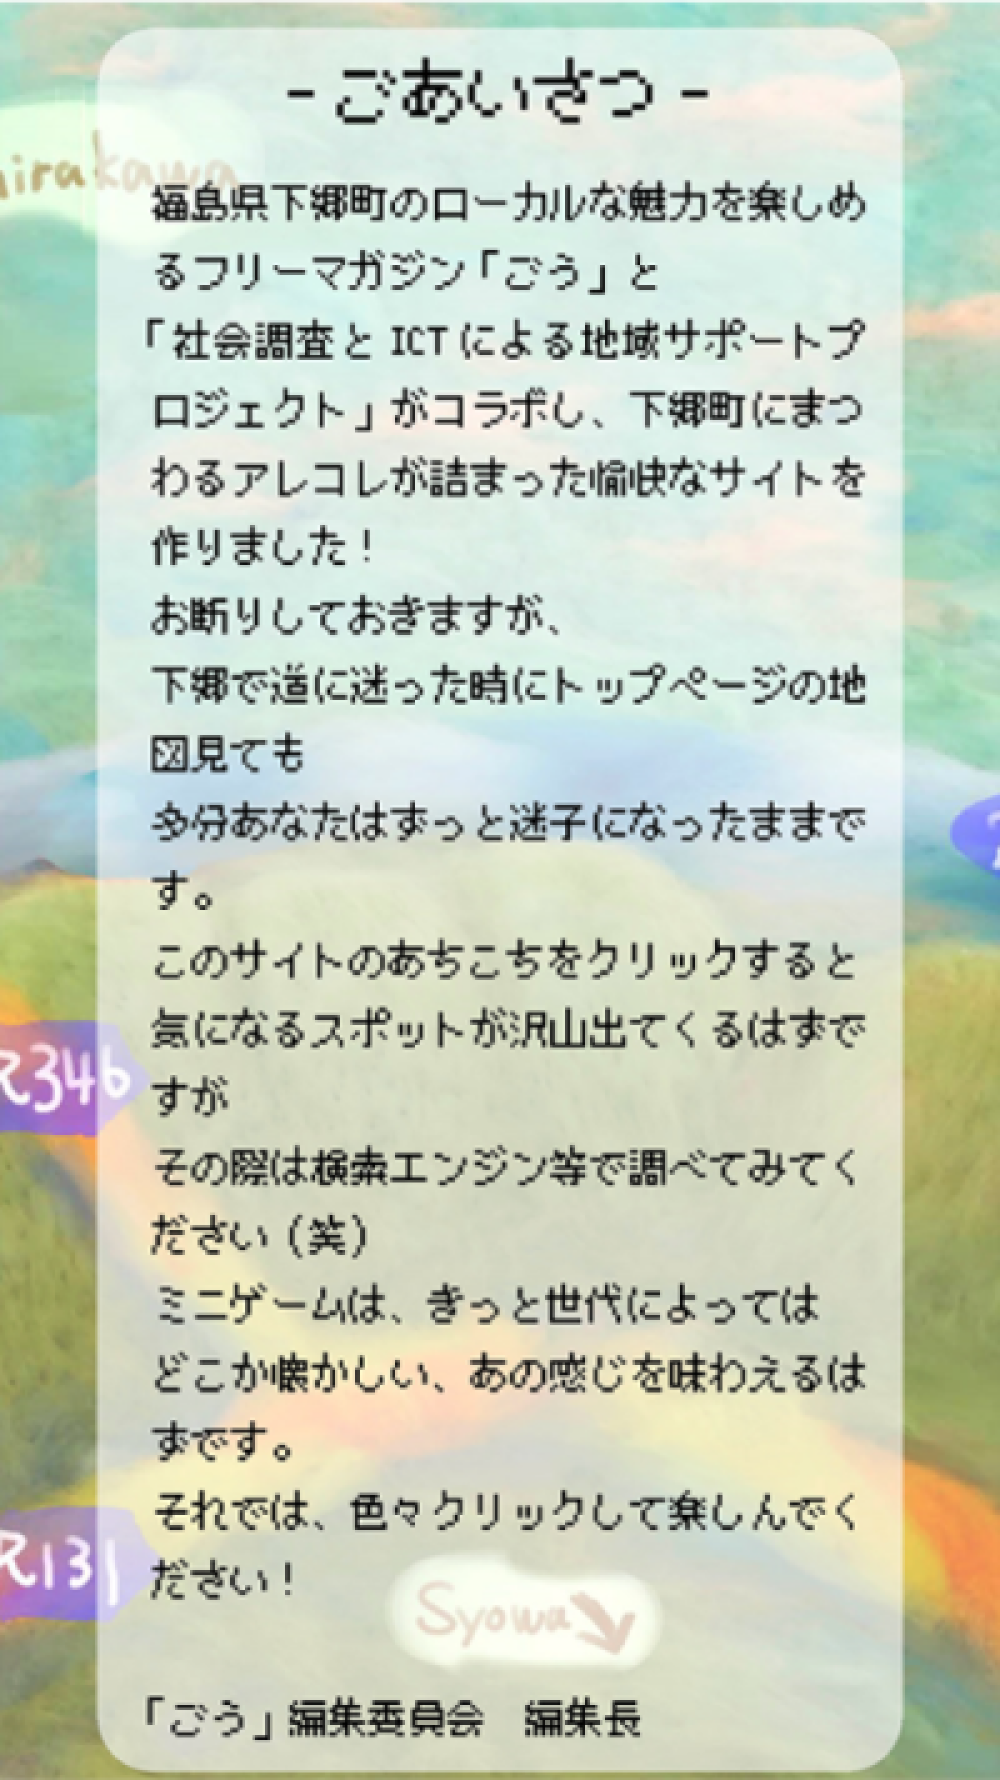 - ごあいさつ -
福島県下郷町のローカルな魅力を楽しめ
るフリーマガジン「ごう」と
「社会調査と ICT による地域サポートプ
ロジェクト」がコラボし、下郷町にまつ
わるアレコレが詰まった愉快なサイトを
作りました！
お断りしておきますが、
下郷で道に迷った時にトップページの地
図見ても
多分あなたはずっと迷子になったままで
す。
このサイトのあちこちをクリックすると
気になるスポットが沢山出てくるはずで
すが
その際は検索エンジン等で調べてみてく
ださい（笑）
ミニゲームは、きっと世代によっては
どこか懐かしい、あの感じを味わえるは
ずです。
それでは、色々クリックして楽しんでく
ださい！
「ごう」編集委員会　編集長
hirakawa
R346
R131
Syowa